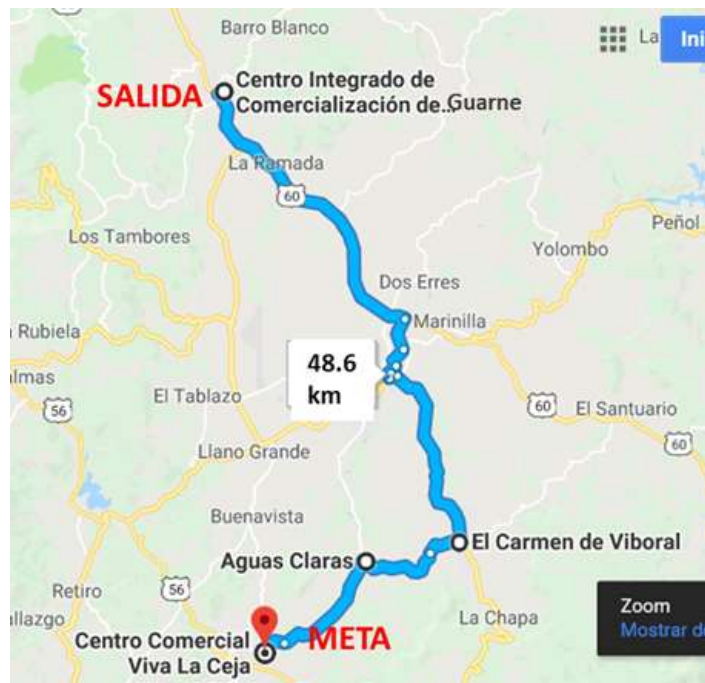 Barro Blanco
La
Ini
SALIDA
Centro Integrado de
Comercialización de... Guarne
La Ramada
60
Peñol
Los Tambores
Yolombo
Dos Erres
Marinilla
Rubiela
48.6
km
almas
El Tablazo
56
60
El Santuario
60
Llano Grande
Buenavista
El Carmen de Viboral
Aguas Claras
Retiro
56
allazgo
La Chapa
Zoom
Mostrar de
Centro Comercial
Viva La Ceja
META